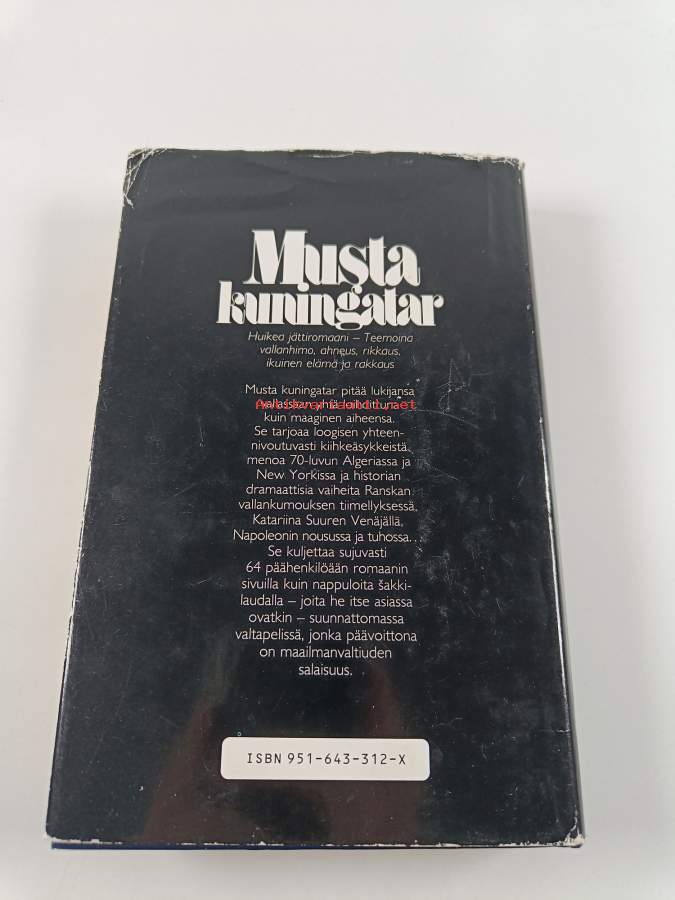 Musta
kuningatar
Huikea jättiromaani – Teemoina
vallanhimo, ahneus, rikkaus,
ikuinen elämä ja rakkaus
Musta kuningatar pitää lukijansa
Antikvariaatti.net
kuin maaginen aiheensa.
Se tarjoaa loogisen yhteen-
nivoutuvasti kiihkeäsykkeistä
menoa 70-luvun Algeriassa ja
New Yorkissa ja historian
dramaattisia vaiheita Ranskan
vallankumouksen tiimellyksessä,
Katariina Suuren Venäjällä,
Napoleonin nousussa ja tuhossa...
Se kuljettaa sujuvasti
64 päähenkilöään romaanin
sivuilla kuin nappuloita šakki-
laudalla – joita he itse asiassa
ovatkin – suunnattomassa
valtapelissä, jonka päävoittona
on maailmanvaltiuden
salaisuus.
ISBN 951-643-312-X